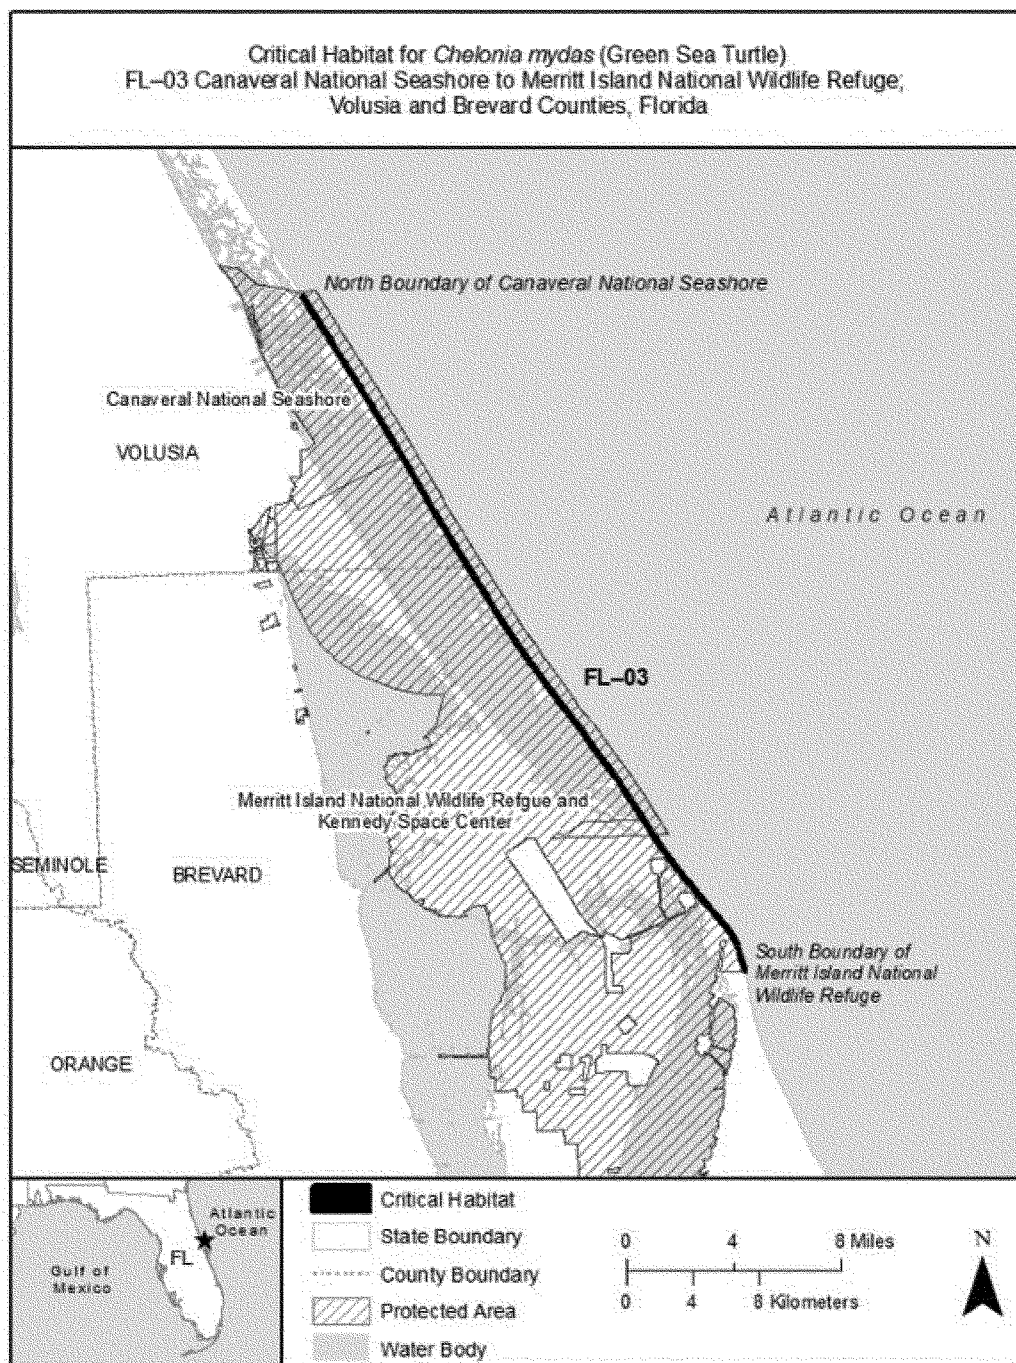 Critical Habitat for Chelonia mydas (Green Sea Turtle)
FL–03 Canaveral National Seashore to Merritt Island National Wildlife Refuge;
Volusia and Brevard Counties, Florida
North Boundary of Canaveral National Seashore
Canaveral National Seashore
VOLUSIA
Atlantic Ocean
FL–03
Merritt Island National Wildlife Refgue and
Kennedy Space Center
SEMINOLE
BREVARD
South Boundary of
Merritt Island National
Wildlife Refuge
ORANGE
Atlantic
Ocean
FL
Gulf of
Mexico
Critical Habitat
State Boundary
County Boundary
Protected Area
Water Body
0 4 8 Miles
0 4 8 Kilometers
N